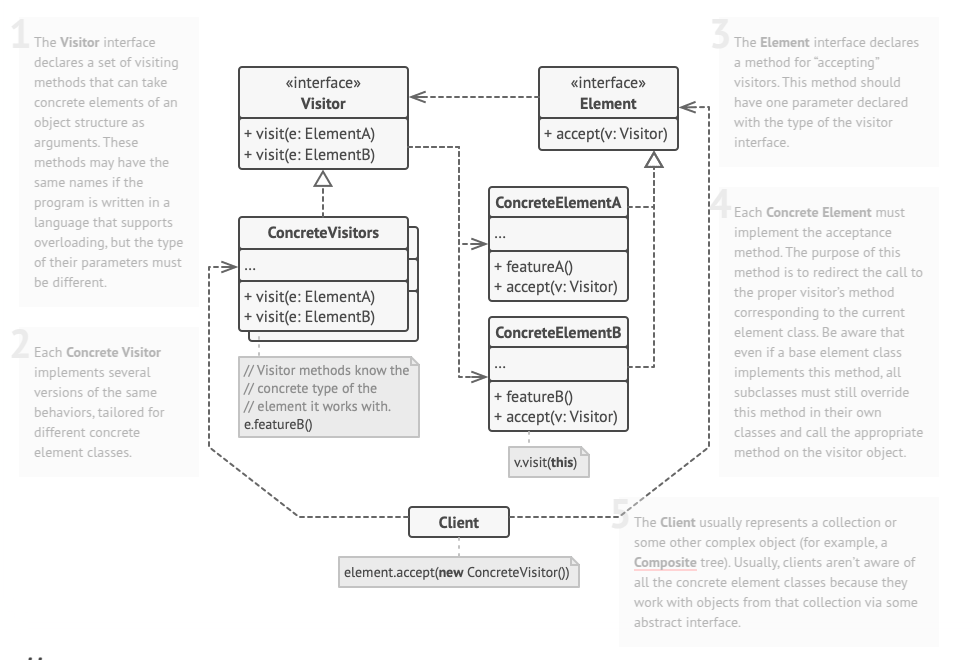 1
The Visitor interface
declares a set of visiting
methods that can take
concrete elements of an
object structure as
arguments. These
methods may have the
same names if the
program is written in a
language that supports
overloading, but the type
of their parameters must
be different.
2
Each Concrete Visitor
implements several
versions of the same
behaviors, tailored for
different concrete
element classes.
«interface»
Visitor
+ visit(e: ElementA)
+ visit(e: ElementB)
ConcreteVisitors
...
+ visit(e: ElementA)
+ visit(e: ElementB)
// Visitor methods know the
// concrete type of the
// element it works with.
e.featureB()
«interface»
Element
+ accept(v: Visitor)
ConcreteElementA
...
+ featureA()
+ accept(v: Visitor)
ConcreteElementB
...
+ featureB()
+ accept(v: Visitor)
v.visit(this)
Client
element.accept(new ConcreteVisitor())
3
The Element interface declares
a method for “accepting”
visitors. This method should
have one parameter declared
with the type of the visitor
interface.
4
Each Concrete Element must
implement the acceptance
method. The purpose of this
method is to redirect the call to
the proper visitor’s method
corresponding to the current
element class. Be aware that
even if a base element class
implements this method, all
subclasses must still override
this method in their own
classes and call the appropriate
method on the visitor object.
5
The Client usually represents a collection or
some other complex object (for example, a
Composite tree). Usually, clients aren’t aware of
all the concrete element classes because they
work with objects from that collection via some
abstract interface.